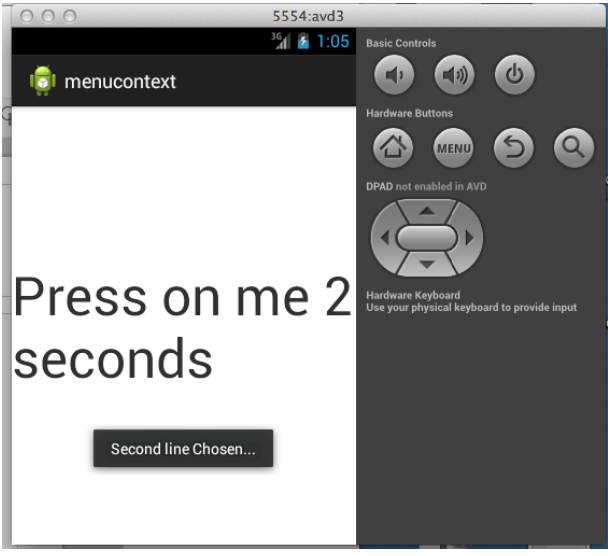 5554:avd3
3G 1:05
menucontext
Press on me 2
seconds
Second line Chosen...
Basic Controls
Hardware Buttons
MENU
DPAD not enabled in AVD
Hardware Keyboard
Use your physical keyboard to provide input